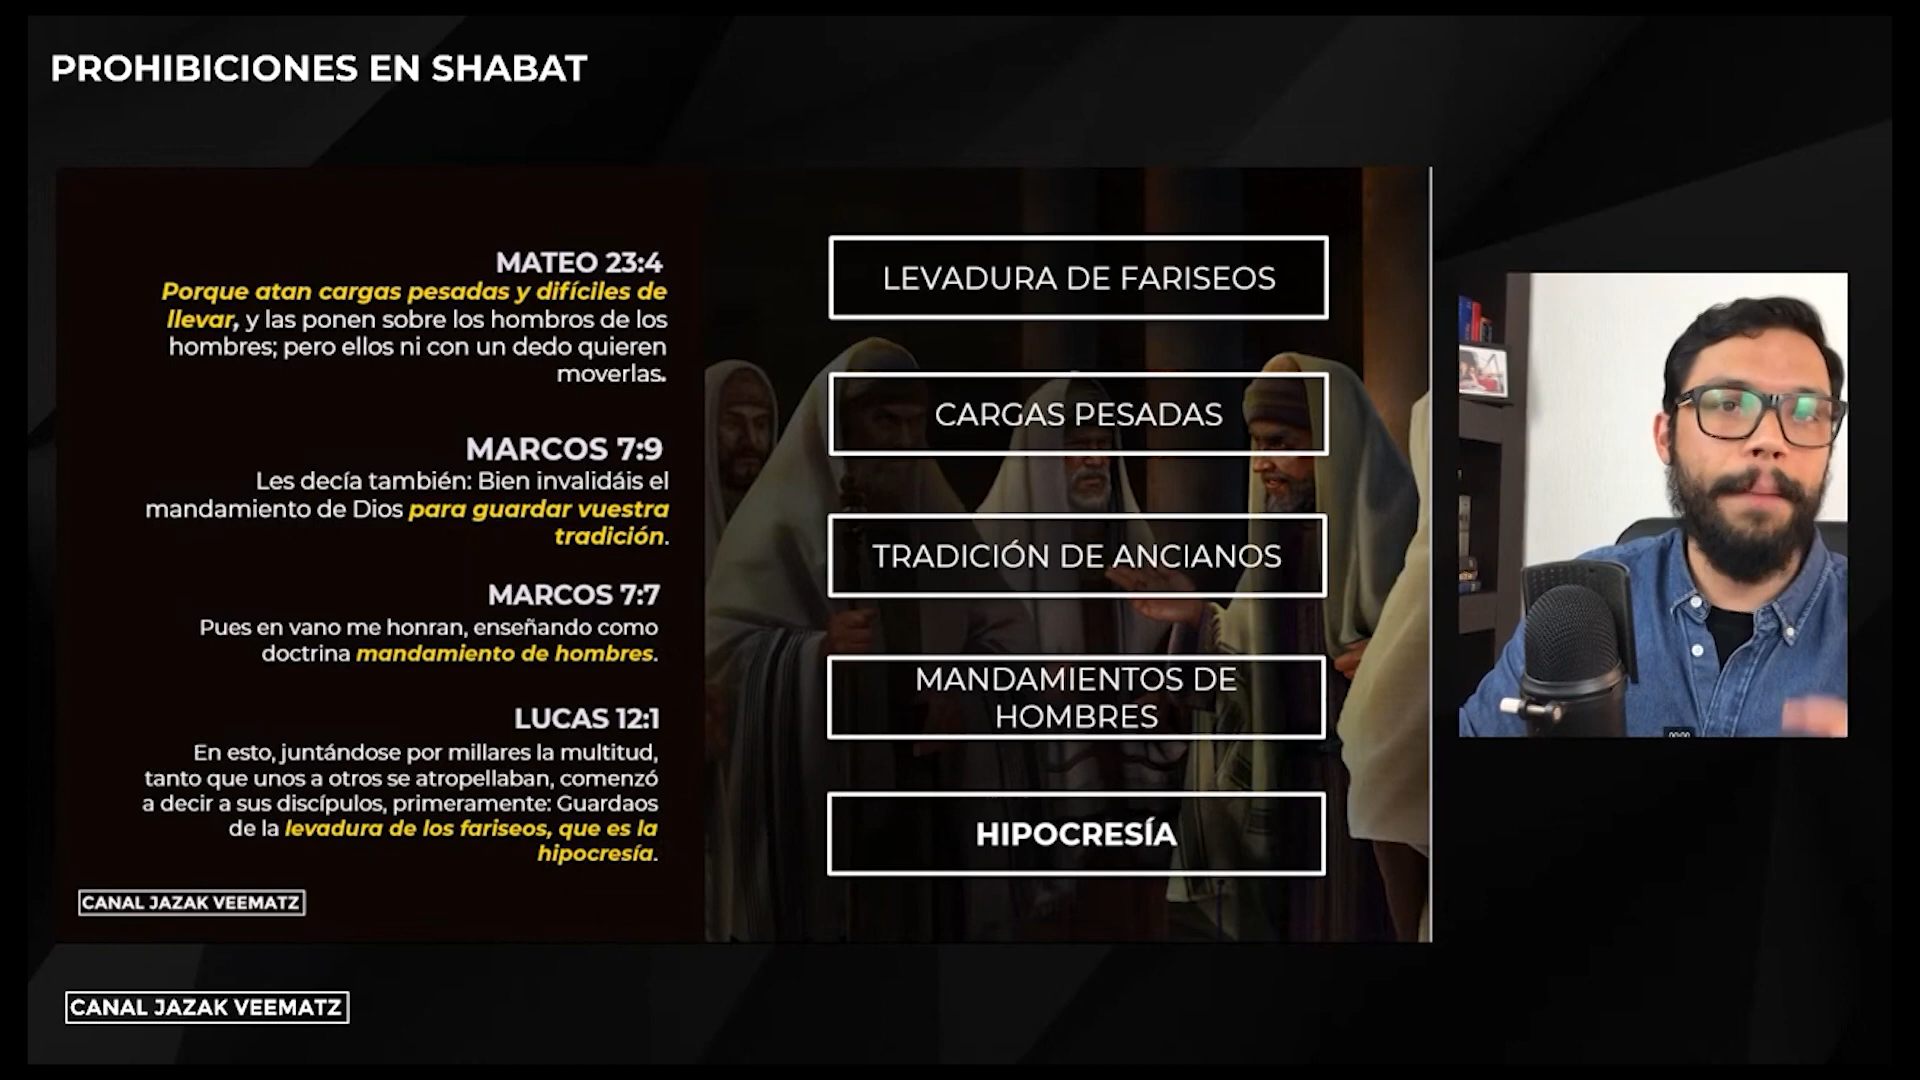 PROHIBICIONES EN SHABAT
MATEO 23:4
Porque atan cargas pesadas y difíciles de
llevar, y las ponen sobre los hombros de los
hombres; pero ellos ni con un dedo quieren
moverlas.
MARCOS 7:9
Les decía también: Bien invalidáis el
mandamiento de Dios para guardar vuestra
tradición.
MARCOS 7:7
Pues en vano me honran, enseñando como
doctrina mandamiento de hombres.
LUCAS 12:1
En esto, juntándose por millares la multitud,
tanto que unos a otros se atropellaban, comenzó
a decir a sus discípulos, primeramente: Guardaos
de la levadura de los fariseos, que es la
hipocresía.
CANAL JAZAK VEEMATZ
LEVADURA DE FARISEOS
CARGAS PESADAS
TRADICIÓN DE ANCIANOS
MANDAMIENTOS DE
HOMBRES
HIPOCRESÍA
CANAL JAZAK VEEMATZ